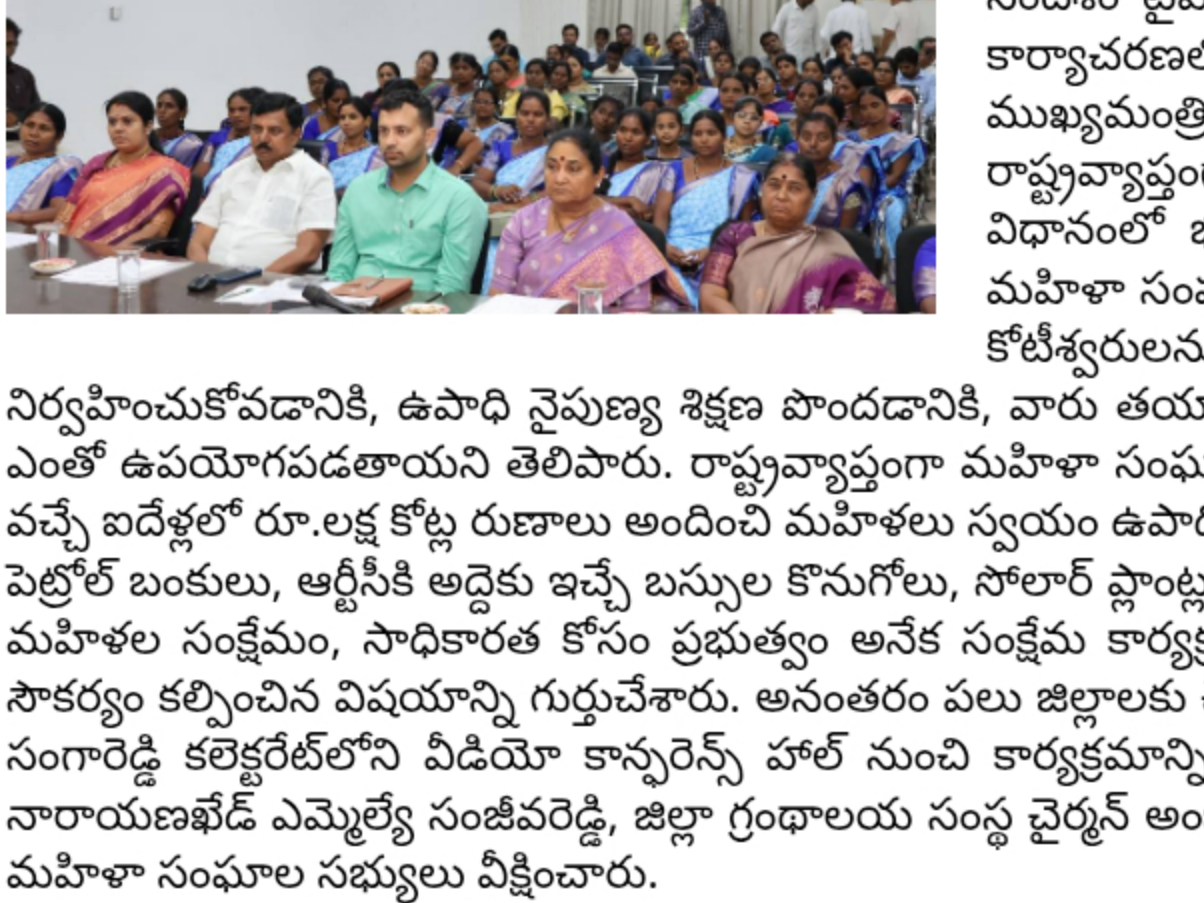 కార్యాచరణల
ముఖ్యమంత్రి
రాష్ట్రవ్యాప్తం
విధానంలో
మహిళా
కోటీశ్వరులను
నిర్వహించుకోవడానికి, ఉపాధి నైపుణ్య శిక్షణ పొందడానికి, వారు తయ
ఎంతో ఉపయోగపడతాయని తెలిపారు. రాష్ట్రవ్యాప్తంగా మహిళా సంఘ
వచ్చే ఐదేళ్లలో రూ.లక్ష కోట్ల రుణాలు అందించి మహిళలు స్వయం ఉపాధి
పెట్రోల్ బంకులు, ఆర్టీసీకి అద్దెకు ఇచ్చే బస్సుల కొనుగోలు, సోలార్ ప్లాంట్ల
మహిళల సంక్షేమం, సాధికారత కోసం ప్రభుత్వం అనేక సంక్షేమ కార్యక్ర
సౌకర్యం కల్పించిన విషయాన్ని గుర్తుచేశారు. అనంతరం పలు జిల్లాలకు
సంగారెడ్డి కలెక్టరేట్‌లోని వీడియో కాన్ఫరెన్స్ హాల్ నుంచి కార్యక్రమాన్ని
నారాయణఖేడ్ ఎమ్మెల్యే సంజీవరెడ్డి, జిల్లా గ్రంథాలయ సంస్థ చైర్మన్ అం
మహిళా సంఘాల సభ్యులు వీక్షించారు.